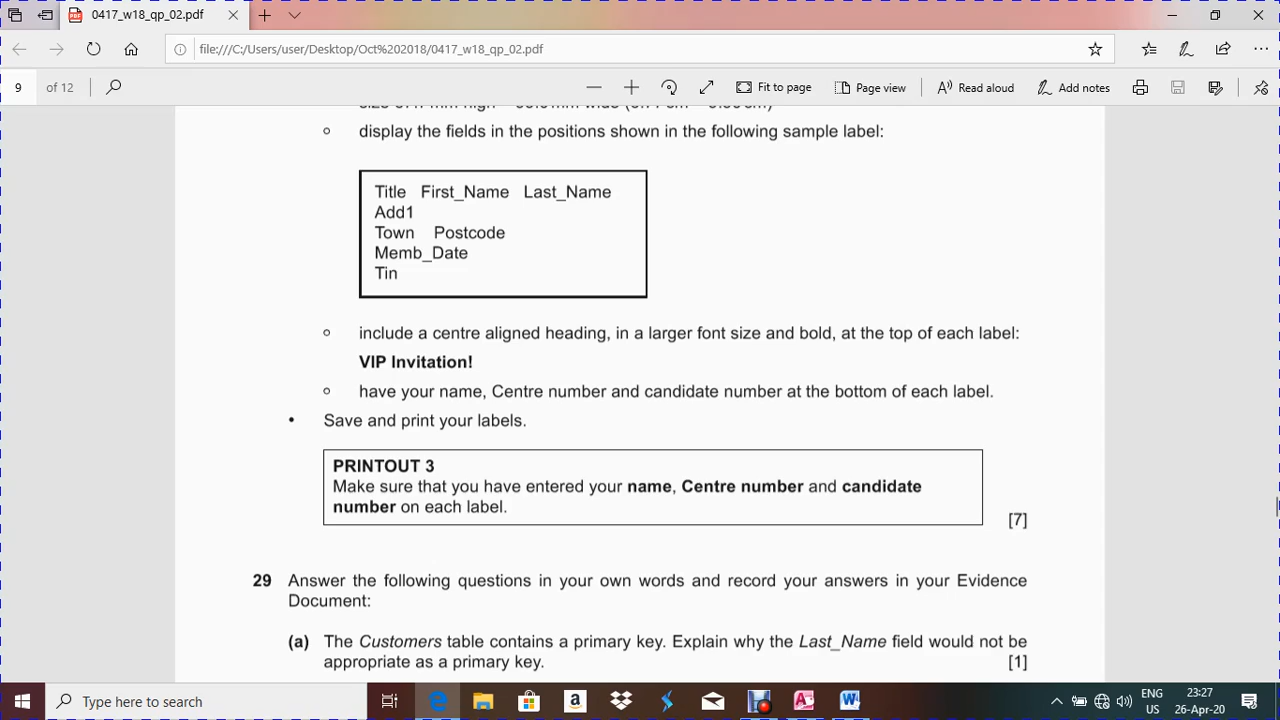 0417_w18_qp_02.pdf
file:///C:/Users/user/Desktop/Oct%202018/0417_w18_qp_02.pdf
9 of 12 Fit to page Page view Read aloud Add notes
display the fields in the positions shown in the following sample label:
Title First_Name Last_Name
Add1
Town Postcode
Memb_Date
Tin
include a centre aligned heading, in a larger font size and bold, at the top of each label:
VIP Invitation!
have your name, Centre number and candidate number at the bottom of each label.
• Save and print your labels.
PRINTOUT 3
Make sure that you have entered your name, Centre number and candidate
number on each label.
[7]
29 Answer the following questions in your own words and record your answers in your Evidence
Document:
(a) The Customers table contains a primary key. Explain why the Last_Name field would not be
appropriate as a primary key. [1]
Type here to search
ENG 23:27
US 26-Apr-20